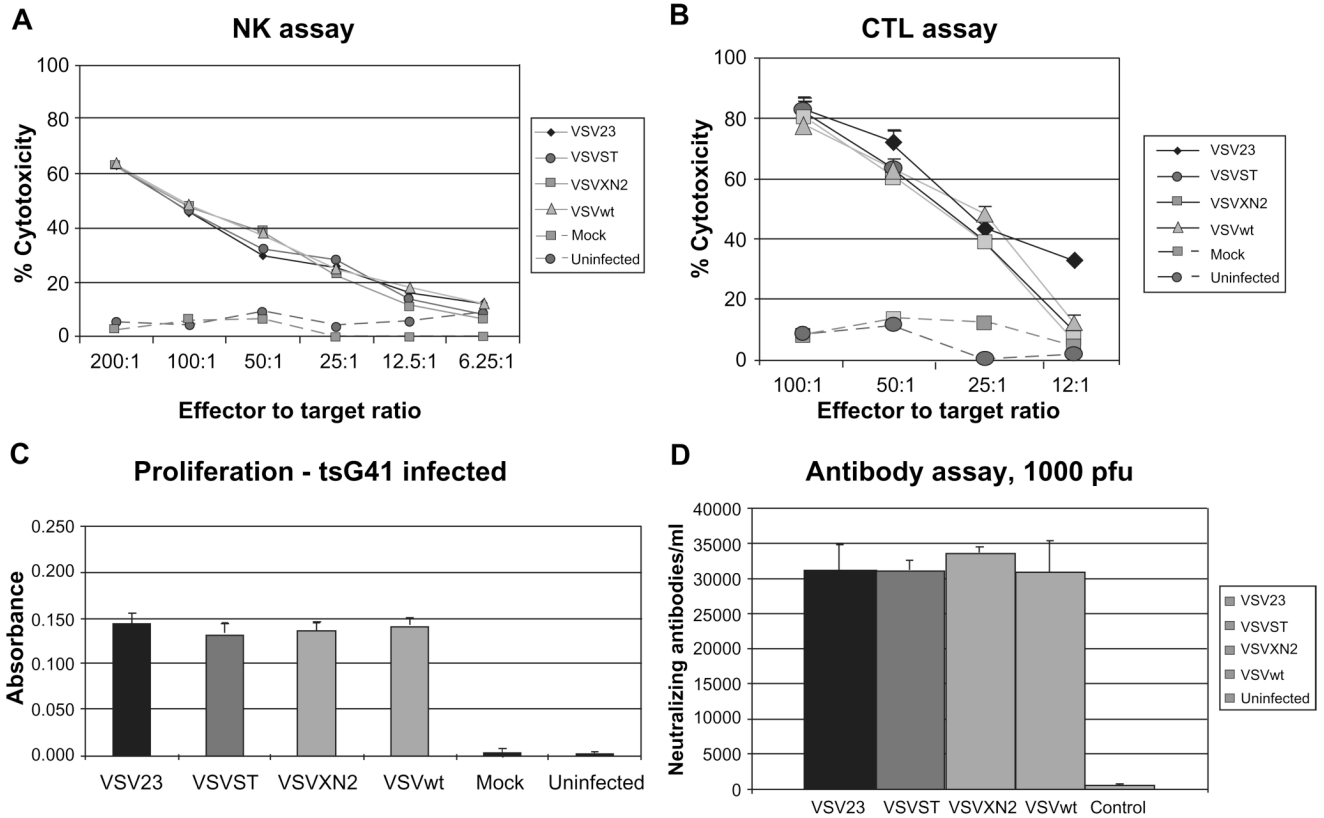 A
NK assay
100
80
60
40
20
0
% Cytotoxicity
200:1 100:1 50:1 25:1 12.5:1 6.25:1
Effector to target ratio
VSV23
VSVST
VSVXN2
VSVwt
Mock
Uninfected
B
CTL assay
100
80
60
40
20
0
% Cytotoxicity
100:1 50:1 25:1 12:1
Effector to target ratio
VSV23
VSVST
VSVXN2
VSVwt
Mock
Uninfected
C
Proliferation - tsG41 infected
0.250
0.200
0.150
0.100
0.050
0.000
Absorbance
VSV23 VSVST VSVXN2 VSVwt Mock Uninfected
D
Antibody assay, 1000 pfu
40000
35000
30000
25000
20000
15000
10000
5000
0
Neutralizing antibodies/ml
VSV23 VSVST VSVXN2 VSVwt Control
VSV23
VSVST
VSVXN2
VSVwt
Uninfected